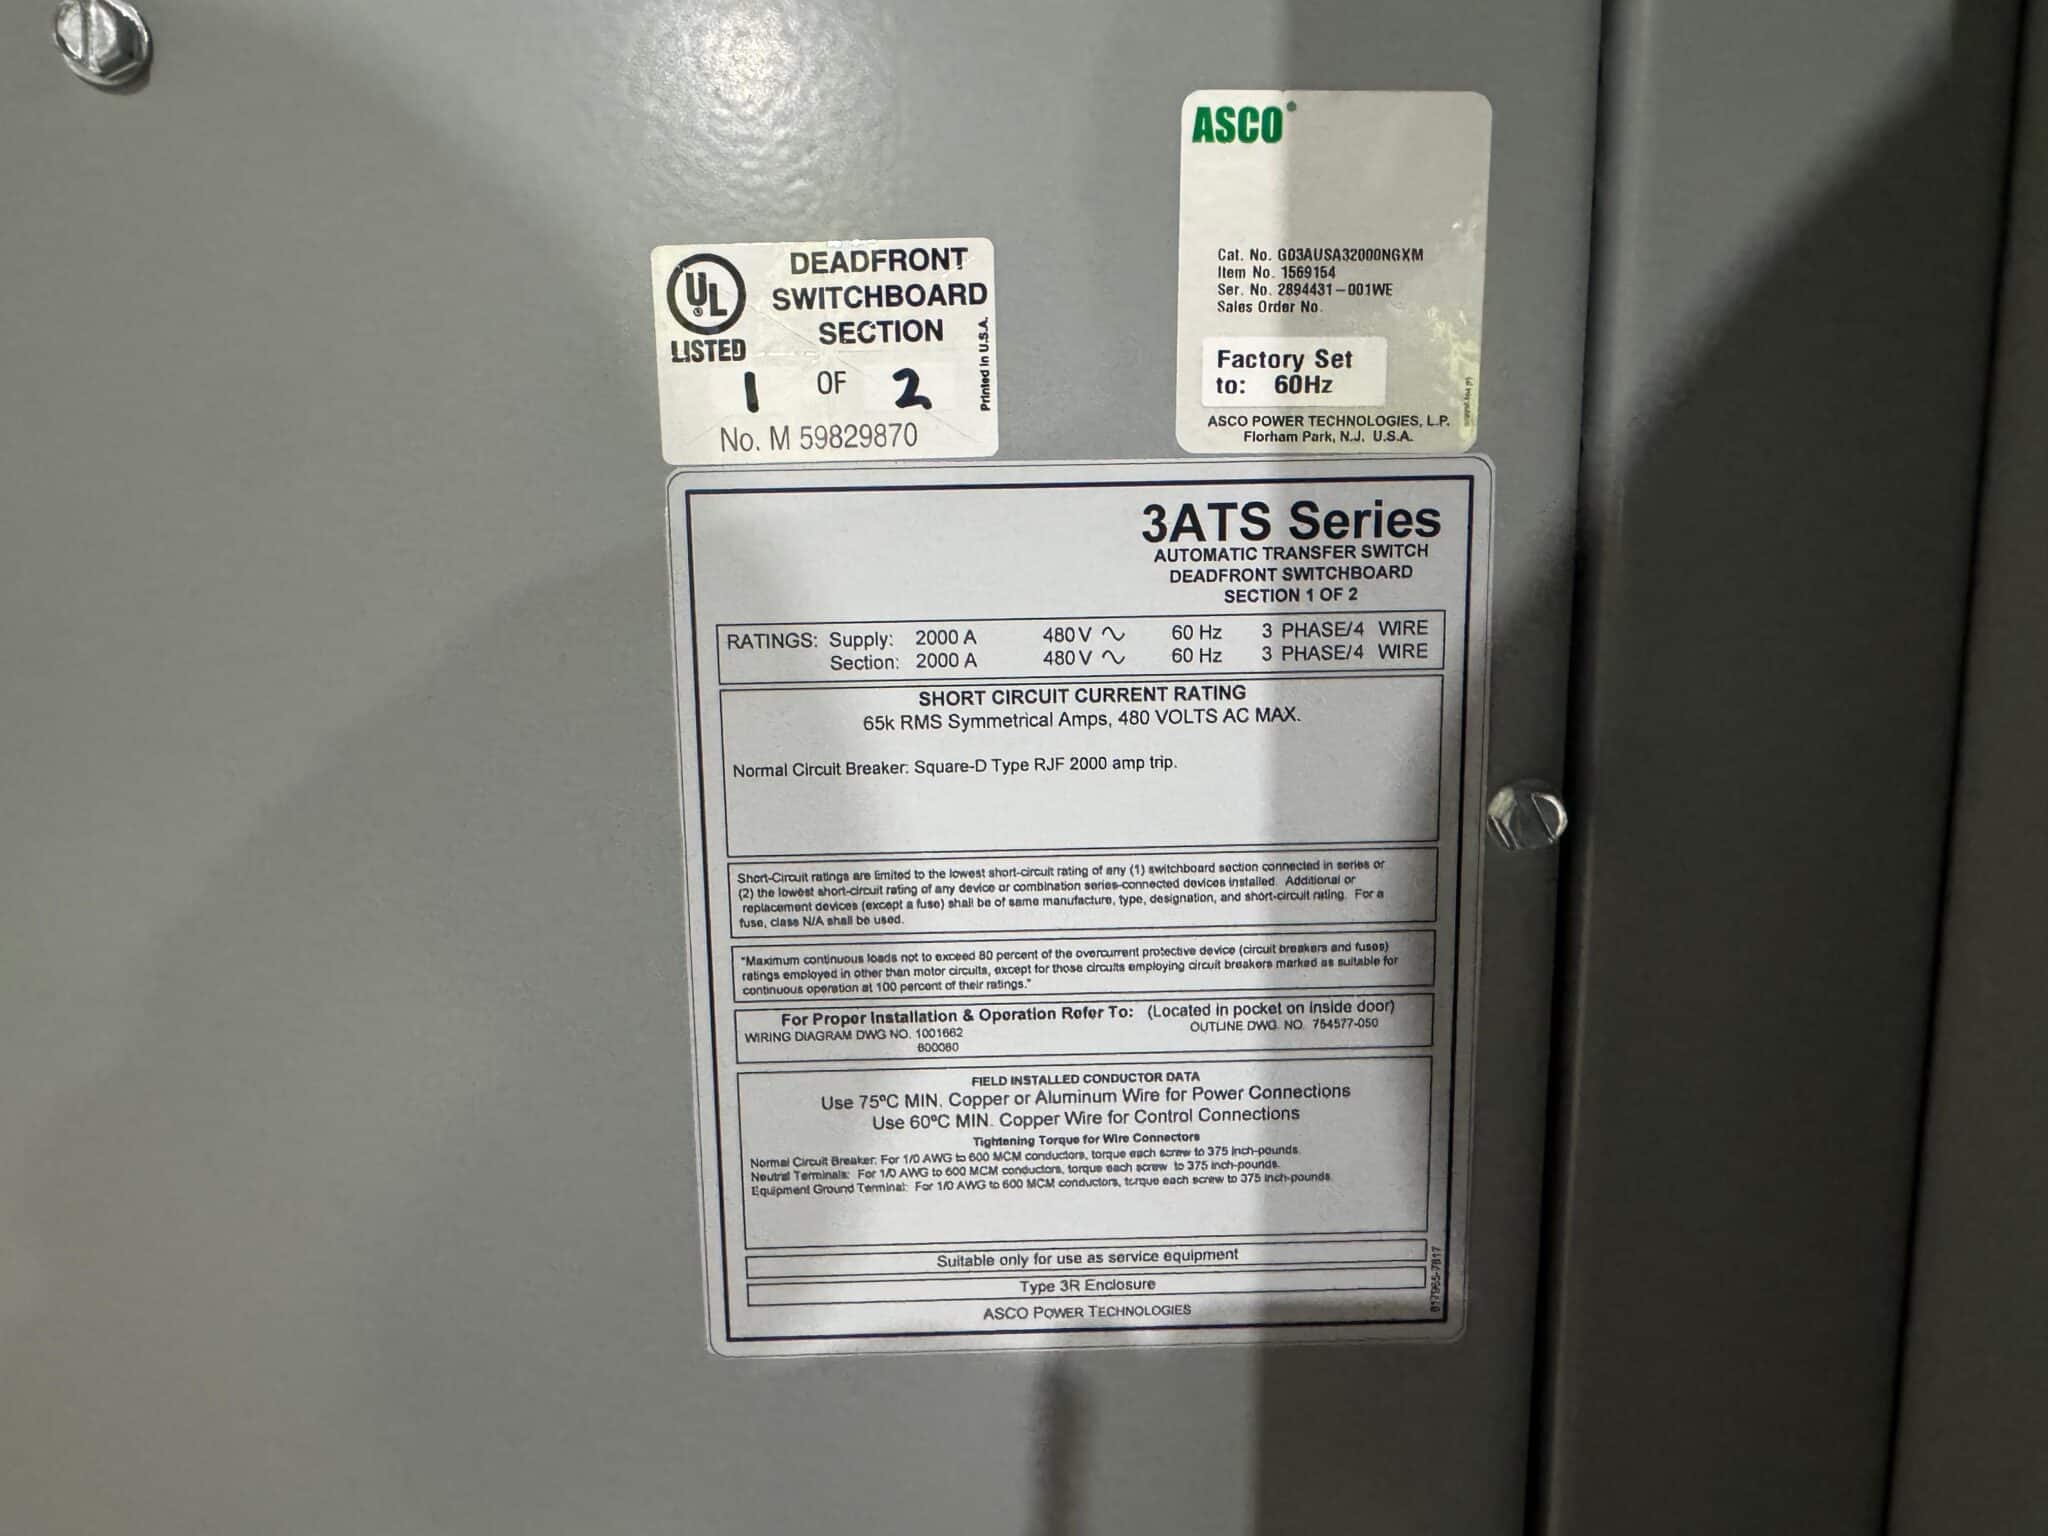 ASCO
Cat. No. G03AUSA32000NGXM
Item No. 1569154
Ser. No. 2894431-001WE
Sales Order No.
Factory Set
to: 60Hz
ASCO POWER TECHNOLOGIES, L.P.
Florham Park, N.J. U.S.A.
UL
LISTED
DEADFRONT
SWITCHBOARD
SECTION
1 OF 2
No. M 59829870
Printed in U.S.A.
3ATS Series
AUTOMATIC TRANSFER SWITCH
DEADFRONT SWITCHBOARD
SECTION 1 OF 2
RATINGS: Supply: 2000 A 480V ∿ 60 Hz 3 PHASE/4 WIRE
Section: 2000 A 480V ∿ 60 Hz 3 PHASE/4 WIRE
SHORT CIRCUIT CURRENT RATING
65k RMS Symmetrical Amps, 480 VOLTS AC MAX.
Normal Circuit Breaker: Square-D Type RJF 2000 amp trip.
Short-Circuit ratings are limited to the lowest short-circuit rating of any (1) switchboard section connected in series or
(2) the lowest short-circuit rating of any device or combination series-connected devices installed. Additional or
replacement devices (except a fuse) shall be of same manufacture, type, designation, and short-circuit rating. For a
fuse, class N/A shall be used.
"Maximum continuous loads not to exceed 80 percent of the overcurrent protective device (circuit breakers and fuses)
ratings employed in other than motor circuits, except for those circuits employing circuit breakers marked as suitable for
continuous operation at 100 percent of their ratings."
For Proper Installation & Operation Refer To: (Located in pocket on inside door)
WIRING DIAGRAM DWG NO. 1001662 OUTLINE DWG. NO. 754577-050
800080
FIELD INSTALLED CONDUCTOR DATA
Use 75ºC MIN. Copper or Aluminum Wire for Power Connections
Use 60ºC MIN. Copper Wire for Control Connections
Tightening Torque for Wire Connectors
Normal Circuit Breaker: For 1/0 AWG to 600 MCM conductors, torque each screw to 375 inch-pounds.
Neutral Terminals: For 1/0 AWG to 600 MCM conductors, torque each screw to 375 inch-pounds.
Equipment Ground Terminal: For 1/0 AWG to 600 MCM conductors, torque each screw to 375 inch-pounds.
Suitable only for use as service equipment
Type 3R Enclosure
ASCO POWER TECHNOLOGIES